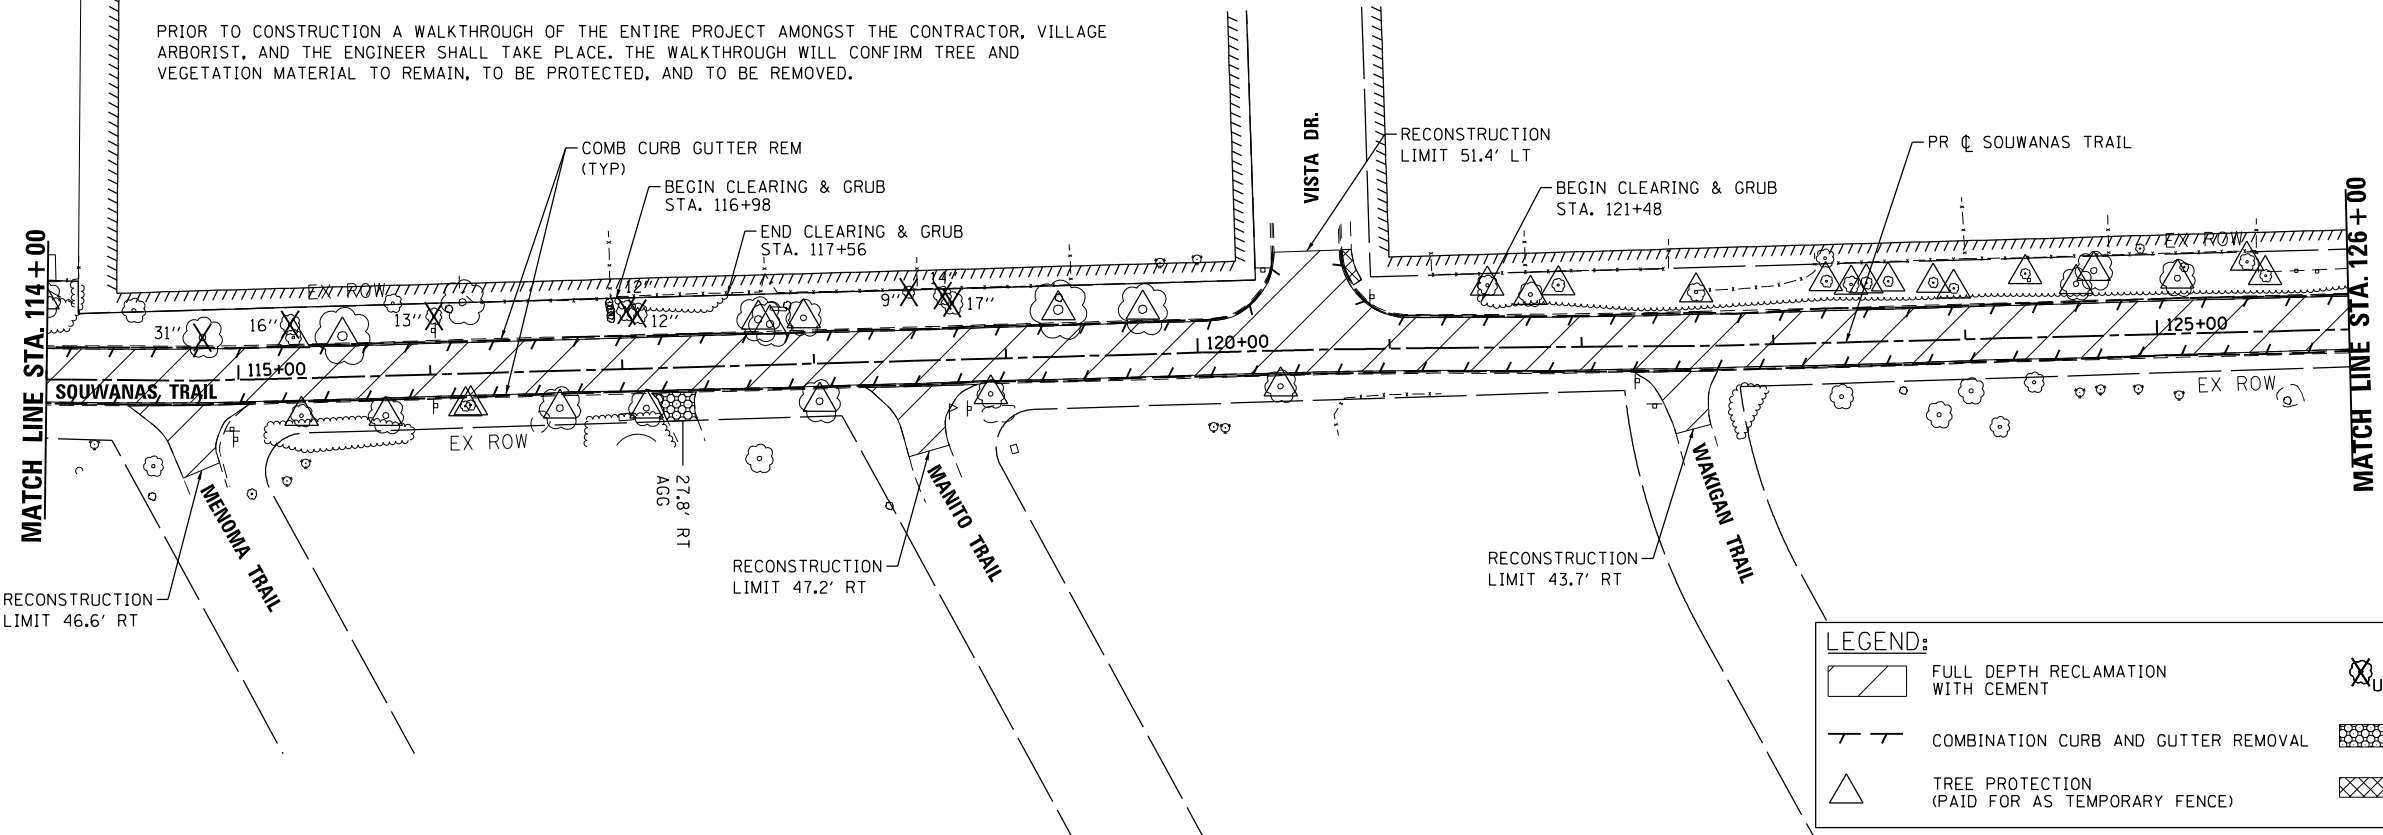 PRIOR TO CONSTRUCTION A WALKTHROUGH OF THE ENTIRE PROJECT AMONGST THE CONTRACTOR, VILLAGE
ARBORIST, AND THE ENGINEER SHALL TAKE PLACE. THE WALKTHROUGH WILL CONFIRM TREE AND
VEGETATION MATERIAL TO REMAIN, TO BE PROTECTED, AND TO BE REMOVED.
COMB CURB GUTTER REM
(TYP)
BEGIN CLEARING & GRUB
STA. 116+98
END CLEARING & GRUB
STA. 117+56
VISTA DR.
RECONSTRUCTION
LIMIT 51.4' LT
BEGIN CLEARING & GRUB
STA. 121+48
PR ℄ SOUWANAS TRAIL
MATCH LINE STA. 114+00
MATCH LINE STA. 126+00
EX ROW
EX ROW
31"
16"
13"
12"
12"
9"
17"
115+00
120+00
125+00
SOUWANAS TRAIL
EX ROW
EX ROW
27.8' RT
AGG
MENOMA TRAIL
MANITO TRAIL
WAKIGAN TRAIL
RECONSTRUCTION
LIMIT 46.6' RT
RECONSTRUCTION
LIMIT 47.2' RT
RECONSTRUCTION
LIMIT 43.7' RT
LEGEND:
FULL DEPTH RECLAMATION
WITH CEMENT
COMBINATION CURB AND GUTTER REMOVAL
TREE PROTECTION
(PAID FOR AS TEMPORARY FENCE)